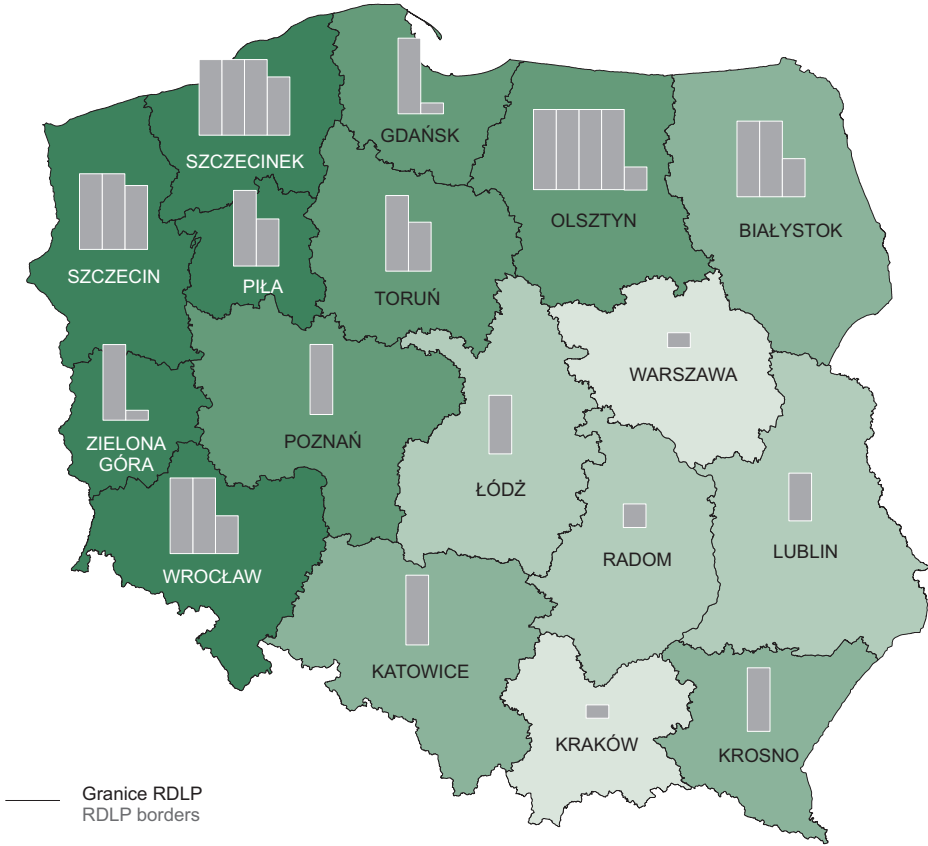 GDAŃSK
SZCZECINEK
OLSZTYN
BIAŁYSTOK
SZCZECIN
PIŁA
TORUŃ
WARSZAWA
ZIELONA
GÓRA
POZNAŃ
ŁÓDŹ
RADOM
LUBLIN
WROCŁAW
KATOWICE
KRAKÓW
KROSNO
Granice RDLP
RDLP borders